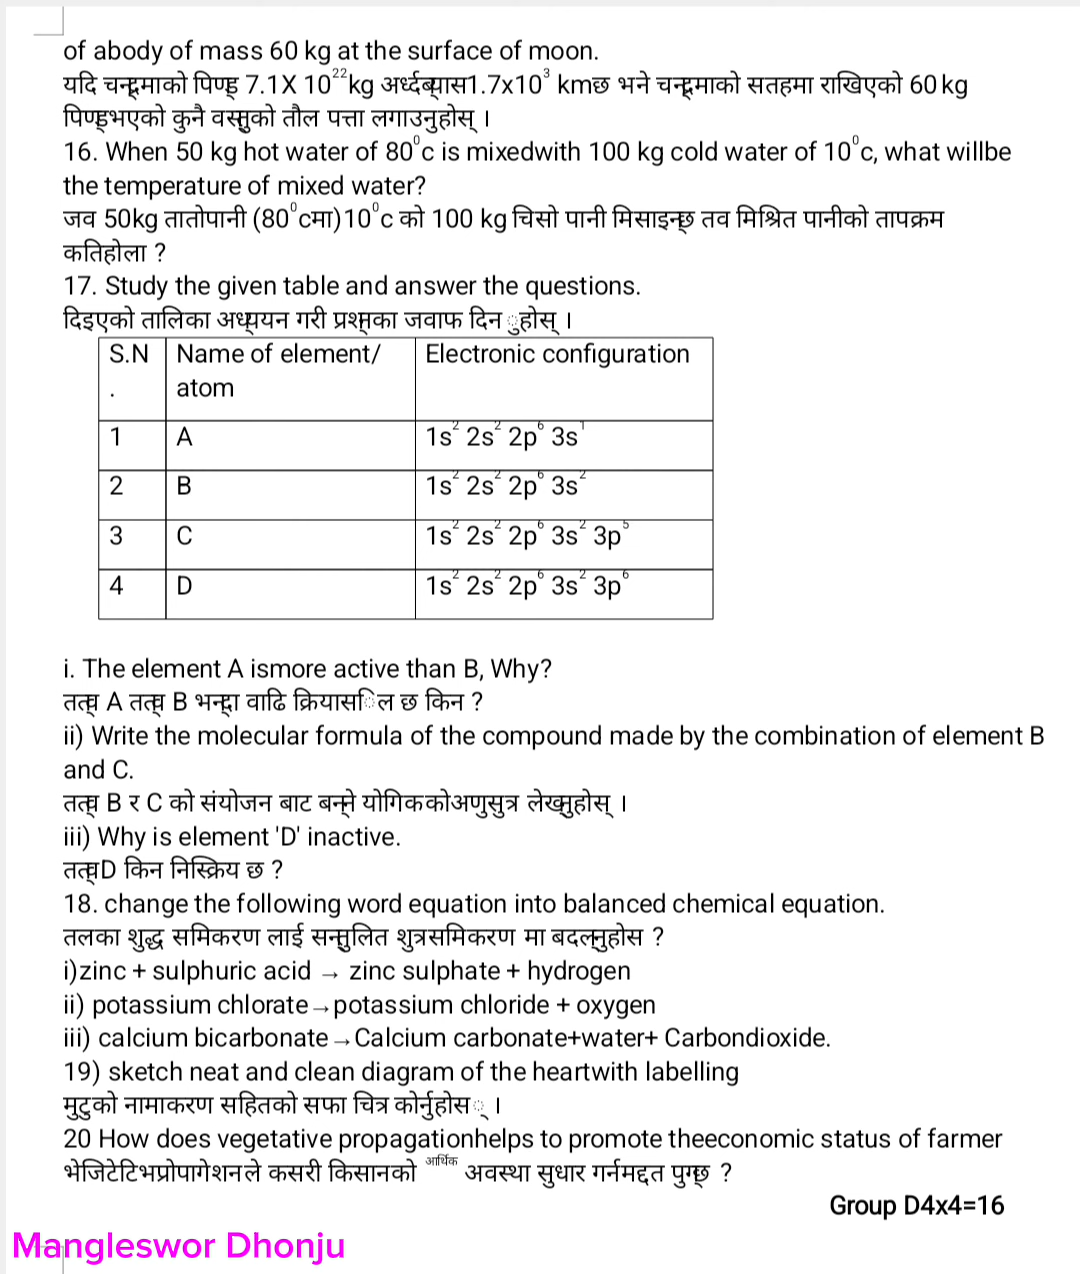 of abody of mass 60 kg at the surface of moon.
यदि चन्द्रमाको पिण्ड 7.1X 10²²kg अर्धब्यास1.7x10³ kmछ भने चन्द्रमाको सतहमा राखिएको 60 kg
पिण्डभएको कुनै वस्तुको तौल पत्ता लगाउनुहोस् ।
16. When 50 kg hot water of 80⁰c is mixedwith 100 kg cold water of 10⁰c, what willbe
the temperature of mixed water?
जव 50kg तातोपानी (80⁰cमा)10⁰c को 100 kg चिसो पानी मिसाइन्छ तव मिश्रित पानीको तापक्रम
कतिहोला ?
17. Study the given table and answer the questions.
दिइएको तालिका अध्ययन गरी प्रश्नका जवाफ दिन ुहोस् ।
S.N. Name of element/ atom Electronic configuration
1 A 1s² 2s² 2p⁶ 3s¹
2 B 1s² 2s² 2p⁶ 3s²
3 C 1s² 2s² 2p⁶ 3s² 3p⁵
4 D 1s² 2s² 2p⁶ 3s² 3p⁶
i. The element A ismore active than B, Why?
तत्व A तत्व B भन्दा वाढि क्रियास िल छ किन ?
ii) Write the molecular formula of the compound made by the combination of element B
and C.
तत्व B र C को संयोजन बाट बन्ने योगिककोअणुसुत्र लेख्नुहोस् ।
iii) Why is element 'D' inactive.
तत्वD किन निस्क्रिय छ ?
18. change the following word equation into balanced chemical equation.
तलका शुद्ध समिकरण लाई सन्तुलित शुत्रसमिकरण मा बदल्नुहोस ?
i)zinc + sulphuric acid → zinc sulphate + hydrogen
ii) potassium chlorate→potassium chloride + oxygen
iii) calcium bicarbonate→Calcium carbonate+water+ Carbondioxide.
19) sketch neat and clean diagram of the heartwith labelling
मुटुको नामाकरण सहितको सफा चित्र कोर्नुहोस ् ।
20 How does vegetative propagationhelps to promote theeconomic status of farmer
भेजिटेटिभप्रोपागेशनले कसरी किसानको आर्थिक अवस्था सुधार गर्नमद्दत पुग्छ ?
Group D4x4=16
Mangleswor Dhonju